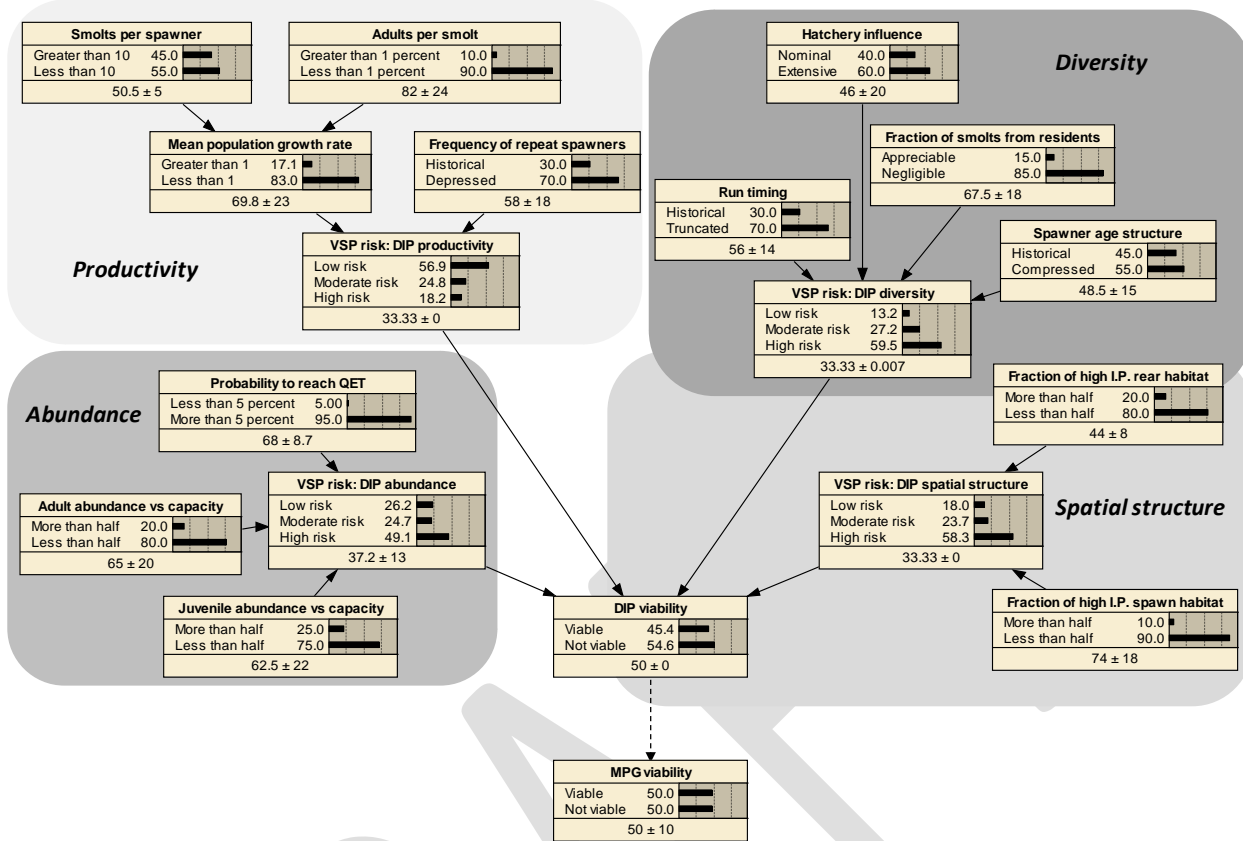 Smolts per spawner
Greater than 10 45.0
Less than 10 55.0
50.5 ± 5
Adults per smolt
Greater than 1 percent 10.0
Less than 1 percent 90.0
82 ± 24
Mean population growth rate
Greater than 1 17.1
Less than 1 83.0
69.8 ± 23
Frequency of repeat spawners
Historical 30.0
Depressed 70.0
58 ± 18
VSP risk: DIP productivity
Low risk 56.9
Moderate risk 24.8
High risk 18.2
33.33 ± 0
Productivity
Hatchery influence
Nominal 40.0
Extensive 60.0
46 ± 20
Diversity
Fraction of smolts from residents
Appreciable 15.0
Negligible 85.0
67.5 ± 18
Run timing
Historical 30.0
Truncated 70.0
56 ± 14
Spawner age structure
Historical 45.0
Compressed 55.0
48.5 ± 15
VSP risk: DIP diversity
Low risk 13.2
Moderate risk 27.2
High risk 59.5
33.33 ± 0.007
Abundance
Probability to reach QET
Less than 5 percent 5.00
More than 5 percent 95.0
68 ± 8.7
VSP risk: DIP abundance
Low risk 26.2
Moderate risk 24.7
High risk 49.1
37.2 ± 13
Adult abundance vs capacity
More than half 20.0
Less than half 80.0
65 ± 20
Juvenile abundance vs capacity
More than half 25.0
Less than half 75.0
62.5 ± 22
Fraction of high I.P. rear habitat
More than half 20.0
Less than half 80.0
44 ± 8
VSP risk: DIP spatial structure
Low risk 18.0
Moderate risk 23.7
High risk 58.3
33.33 ± 0
Spatial structure
Fraction of high I.P. spawn habitat
More than half 10.0
Less than half 90.0
74 ± 18
DIP viability
Viable 45.4
Not viable 54.6
50 ± 0
MPG viability
Viable 50.0
Not viable 50.0
50 ± 10